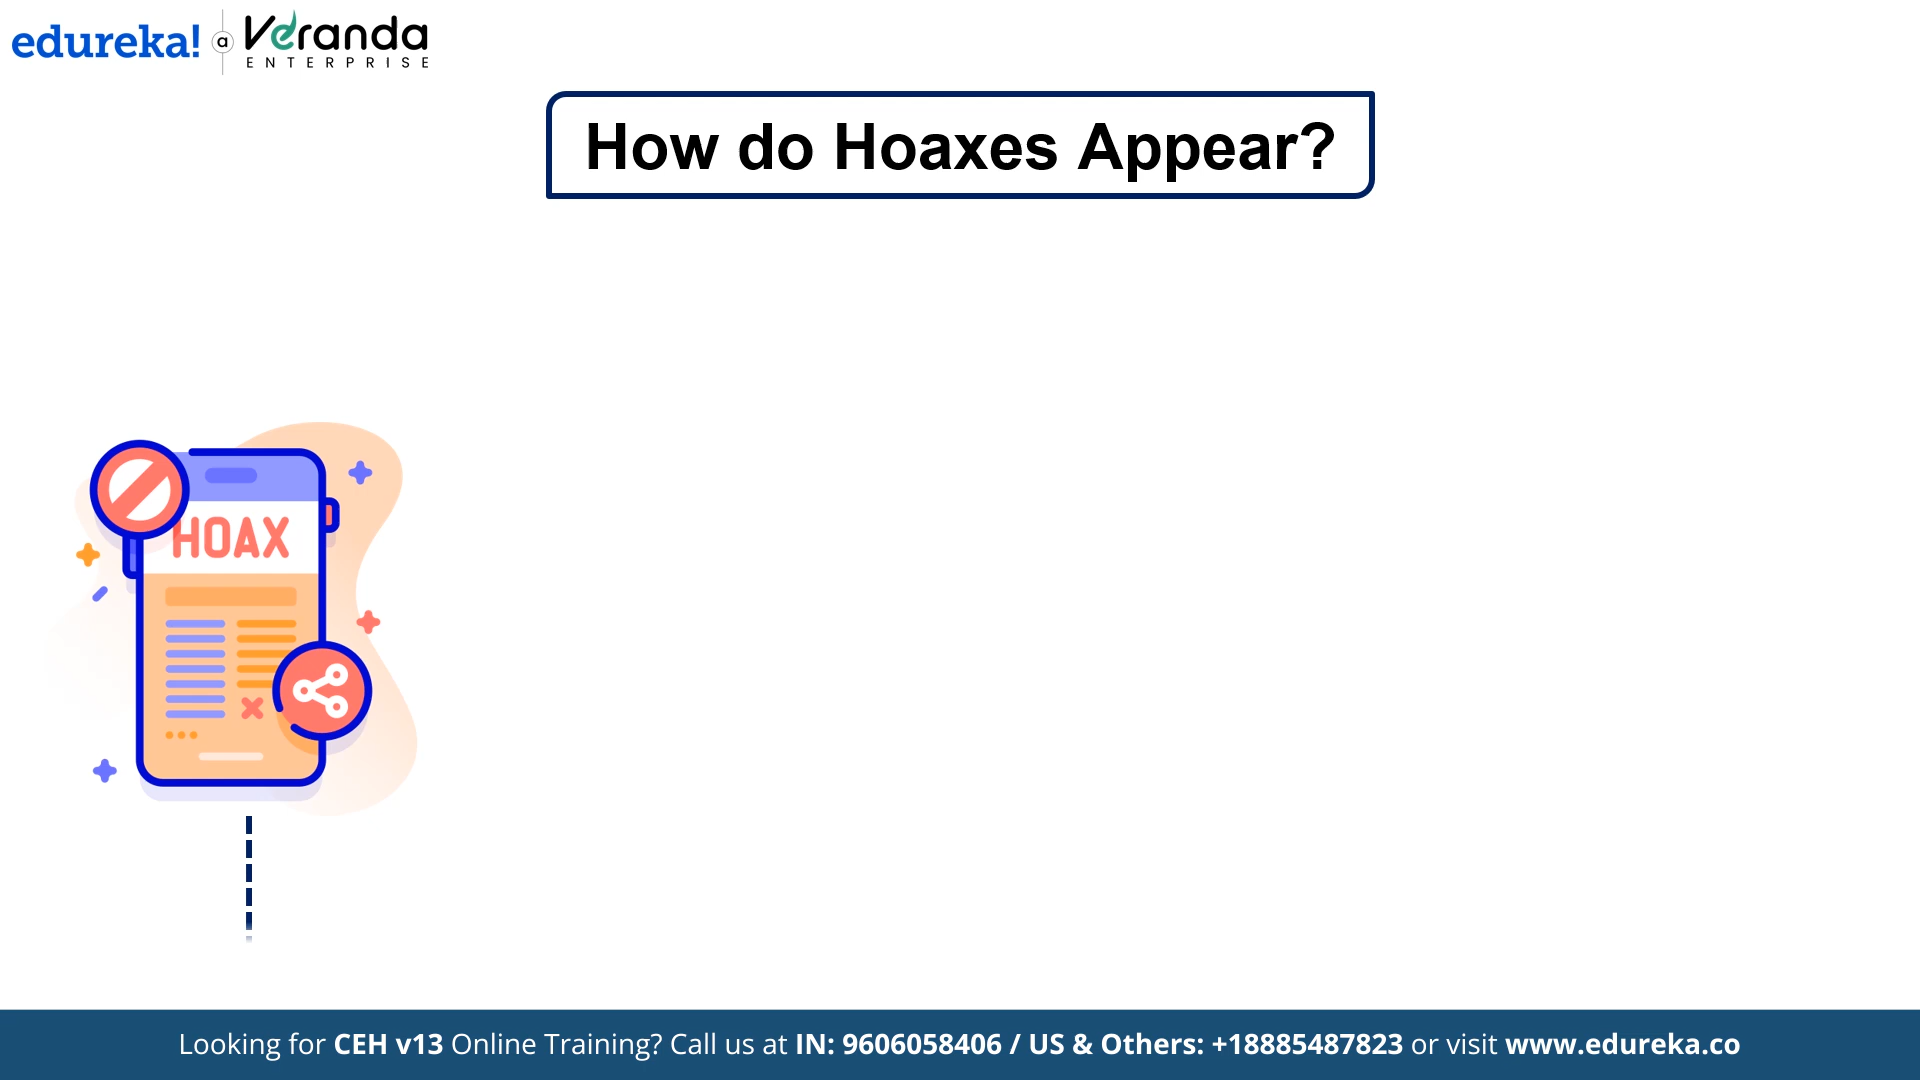 edureka! a Veranda
ENTERPRISE
How do Hoaxes Appear?
HOAX
Looking for CEH v13 Online Training? Call us at IN: 9606058406 / US & Others: +18885487823 or visit www.edureka.co